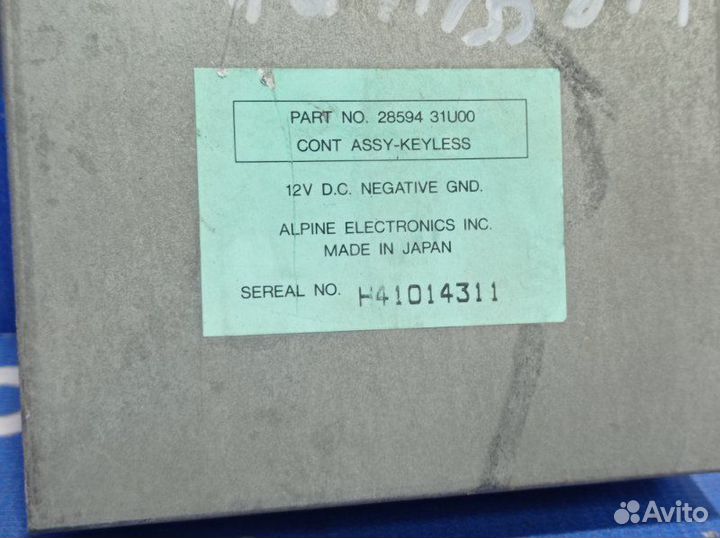 PART NO. 28594 31U00
CONT ASSY-KEYLESS
12V D.C. NEGATIVE GND.
ALPINE ELECTRONICS INC.
MADE IN JAPAN
SEREAL NO. H41014311
Avito